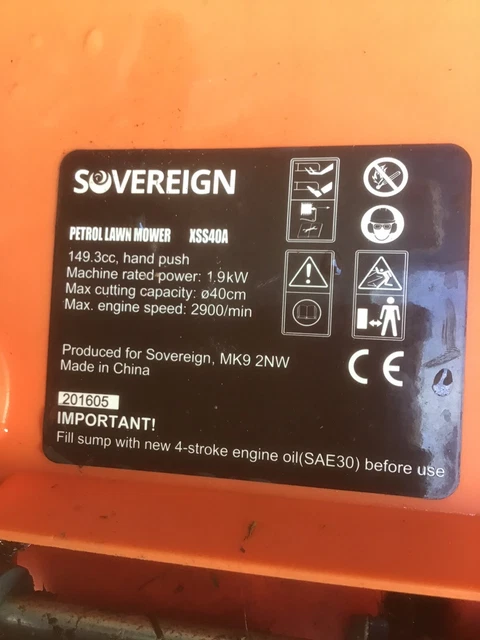 SOVEREIGN
PETROL LAWN MOWER XSS40A
149.3cc, hand push
Machine rated power: 1.9kW
Max cutting capacity: ø40cm
Max. engine speed: 2900/min
Produced for Sovereign, MK9 2NW
Made in China
CE
201605
IMPORTANT!
Fill sump with new 4-stroke engine oil(SAE30) before use